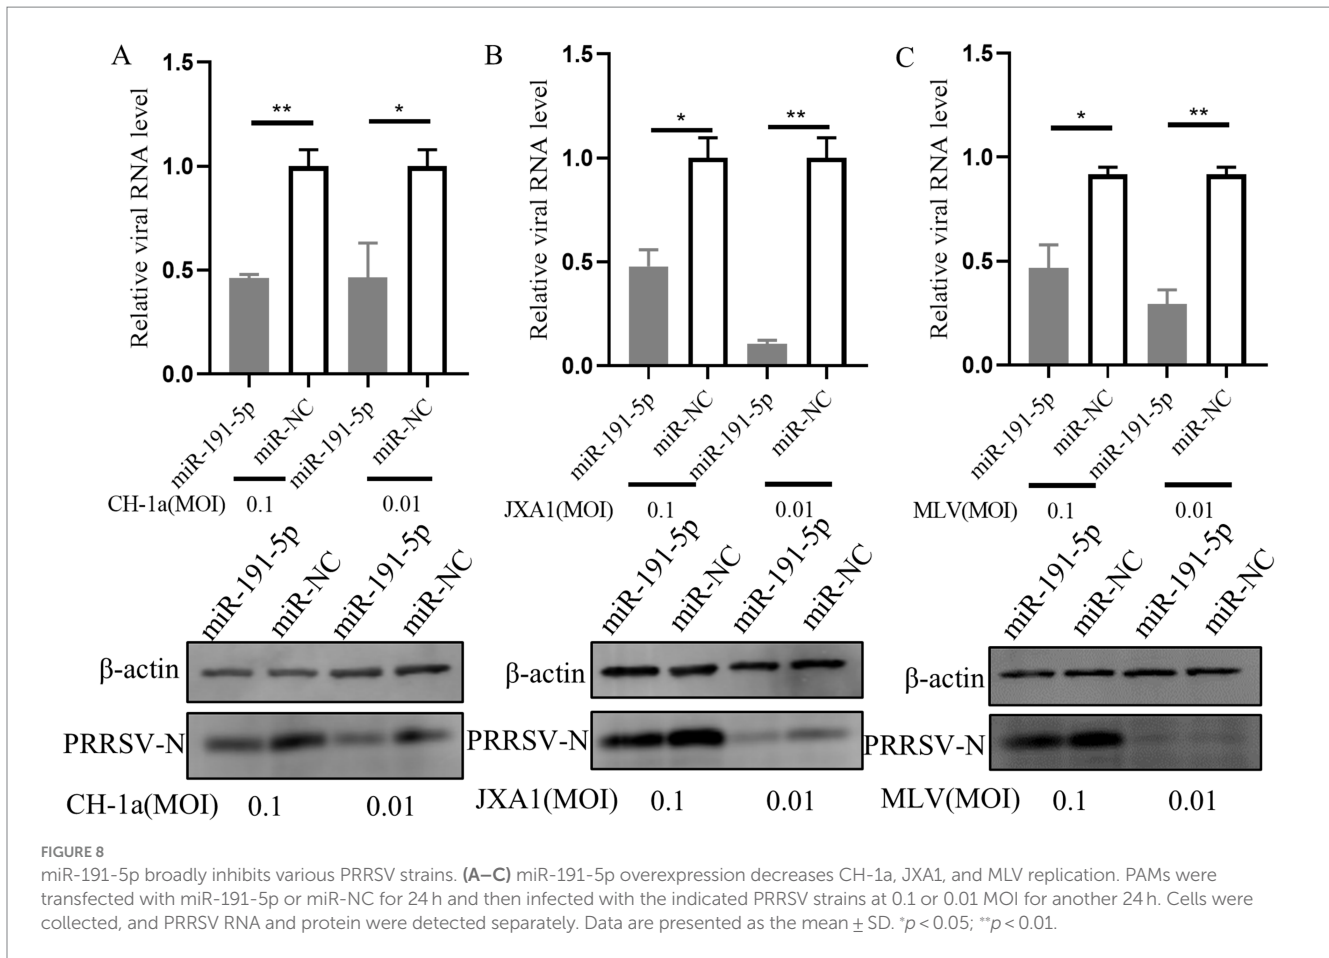 A
Relative viral RNA level
1.5
1.0
0.5
0.0
**
*
miR-191-5p
miR-NC
miR-191-5p
miR-NC
CH-1a(MOI) 0.1 0.01
miR-191-5p
miR-NC
miR-191-5p
miR-NC
β-actin
PRRSV-N
CH-1a(MOI) 0.1 0.01
B
Relative viral RNA level
1.5
1.0
0.5
0.0
*
**
miR-191-5p
miR-NC
miR-191-5p
miR-NC
JXA1(MOI) 0.1 0.01
miR-191-5p
miR-NC
miR-191-5p
miR-NC
β-actin
PRRSV-N
JXA1(MOI) 0.1 0.01
C
Relative viral RNA level
1.5
1.0
0.5
0.0
*
**
miR-191-5p
miR-NC
miR-191-5p
miR-NC
MLV(MOI) 0.1 0.01
miR-191-5p
miR-NC
miR-191-5p
miR-NC
β-actin
PRRSV-N
MLV(MOI) 0.1 0.01
FIGURE 8
miR-191-5p broadly inhibits various PRRSV strains. (A–C) miR-191-5p overexpression decreases CH-1a, JXA1, and MLV replication. PAMs were
transfected with miR-191-5p or miR-NC for 24 h and then infected with the indicated PRRSV strains at 0.1 or 0.01 MOI for another 24 h. Cells were
collected, and PRRSV RNA and protein were detected separately. Data are presented as the mean ± SD. *p < 0.05; **p < 0.01.